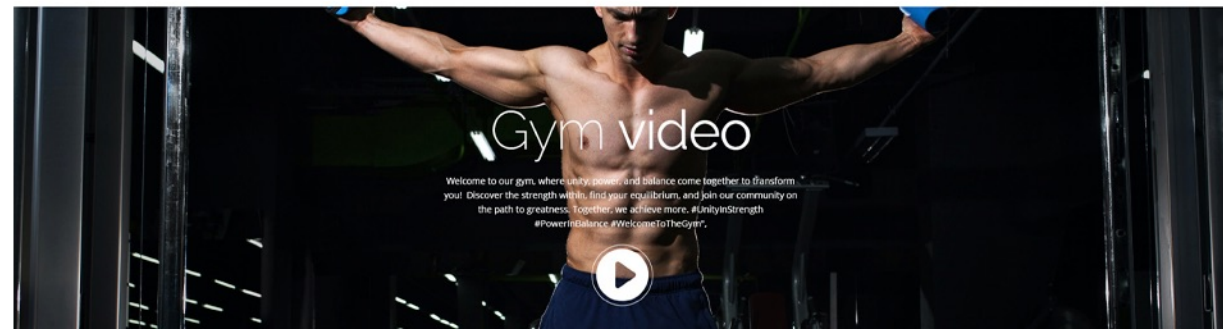 Gym video
Welcome to our gym, where unity, power, and balance come together to transform
you! Discover the strength within, find your equilibrium, and join our community on
the path to greatness. Together, we achieve more. #UnityInStrength
#PowerInBalance #WelcomeToTheGym",